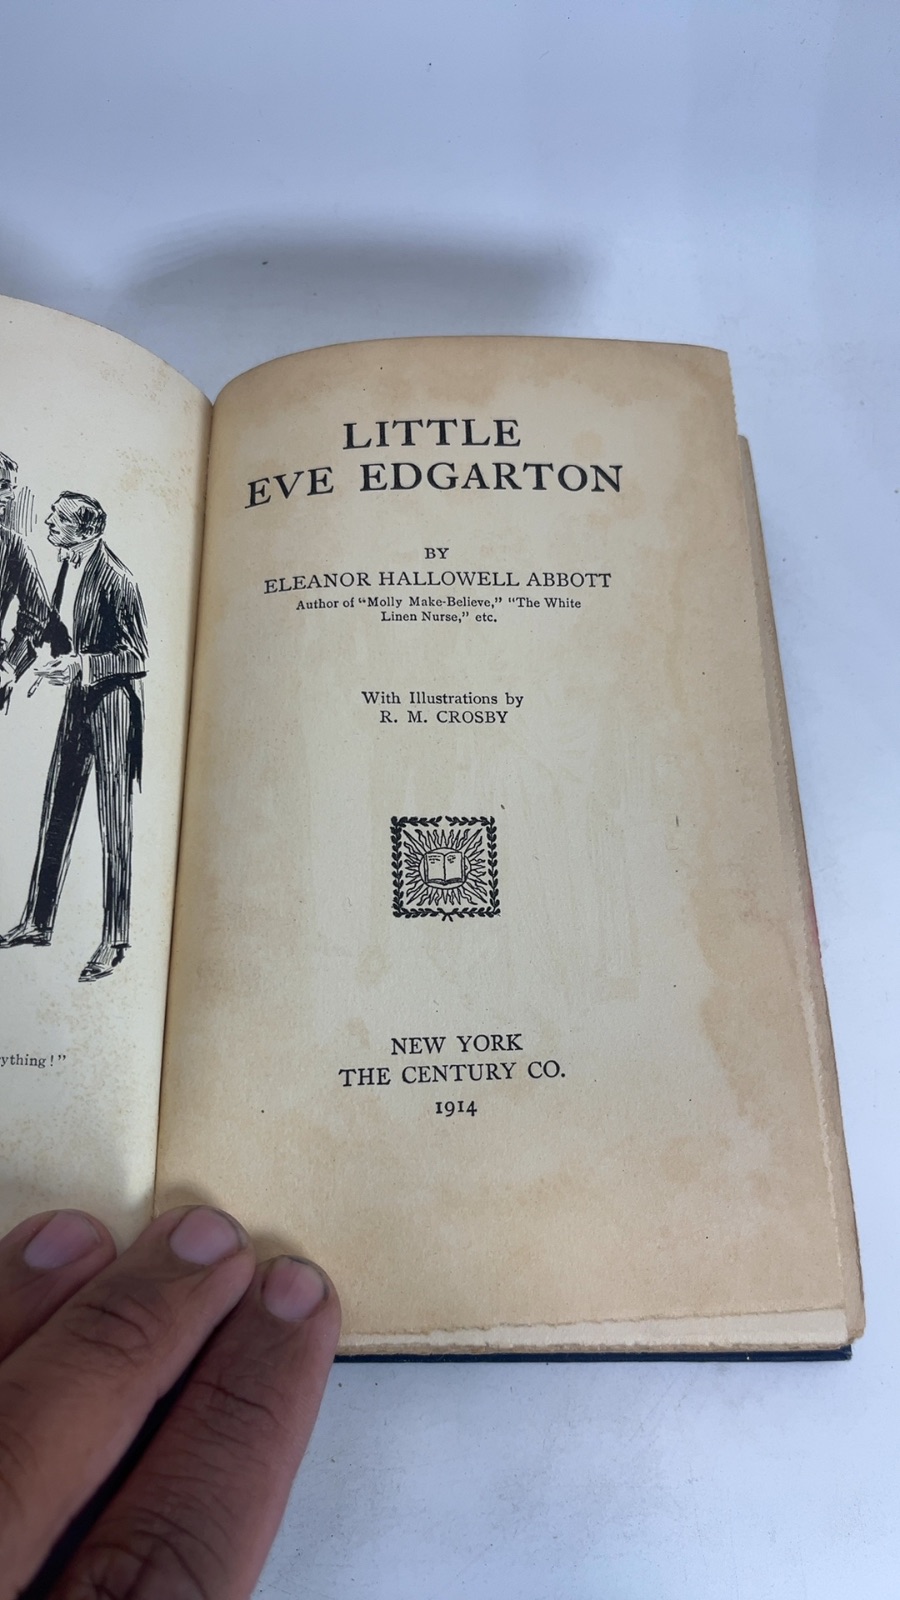 LITTLE
EVE EDGARTON
BY
ELEANOR HALLOWELL ABBOTT
Author of "Molly Make-Believe," "The White
Linen Nurse," etc.
With Illustrations by
R. M. CROSBY
NEW YORK
THE CENTURY CO.
1914
ything!"